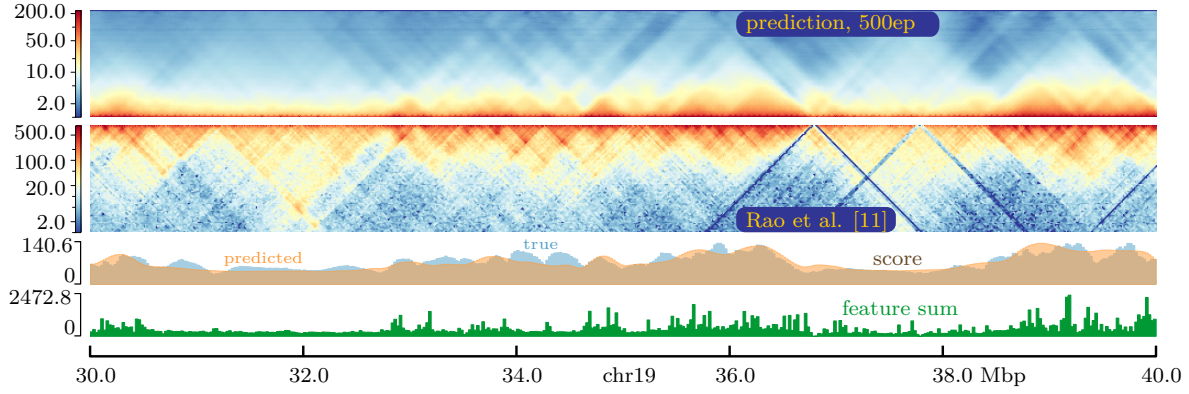 200.0
50.0
10.0
2.0
prediction, 500ep
500.0
100.0
20.0
2.0
Rao et al. [11]
140.6
0
predicted
true
score
2472.8
0
feature sum
30.0 32.0 34.0 chr19 36.0 38.0 Mbp 40.0